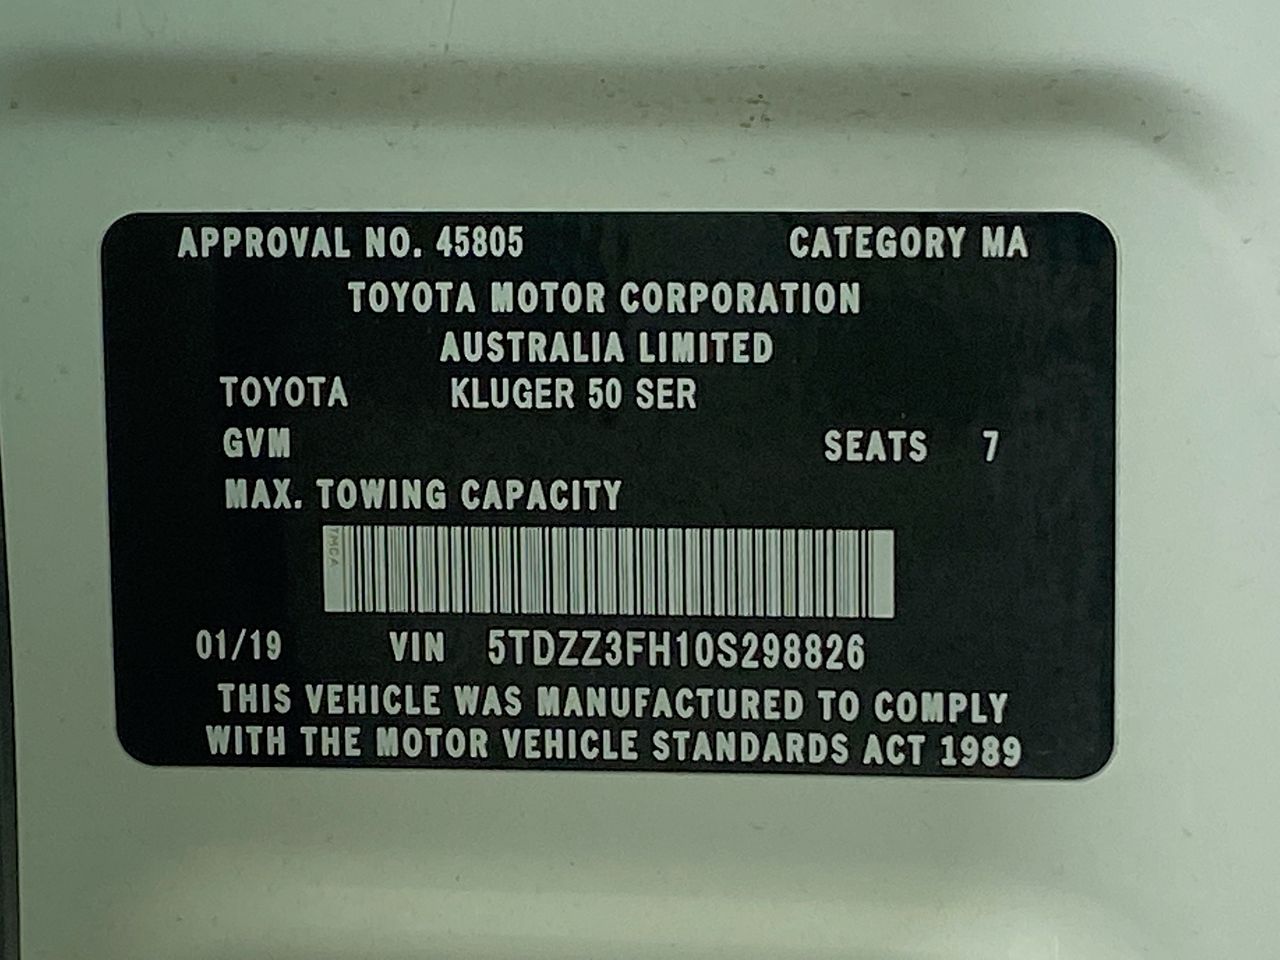 APPROVAL NO. 45805 CATEGORY MA
TOYOTA MOTOR CORPORATION
AUSTRALIA LIMITED
TOYOTA KLUGER 50 SER
GVM SEATS 7
MAX. TOWING CAPACITY
TMCA
01/19 VIN 5TDZZ3FH10S298826
THIS VEHICLE WAS MANUFACTURED TO COMPLY
WITH THE MOTOR VEHICLE STANDARDS ACT 1989